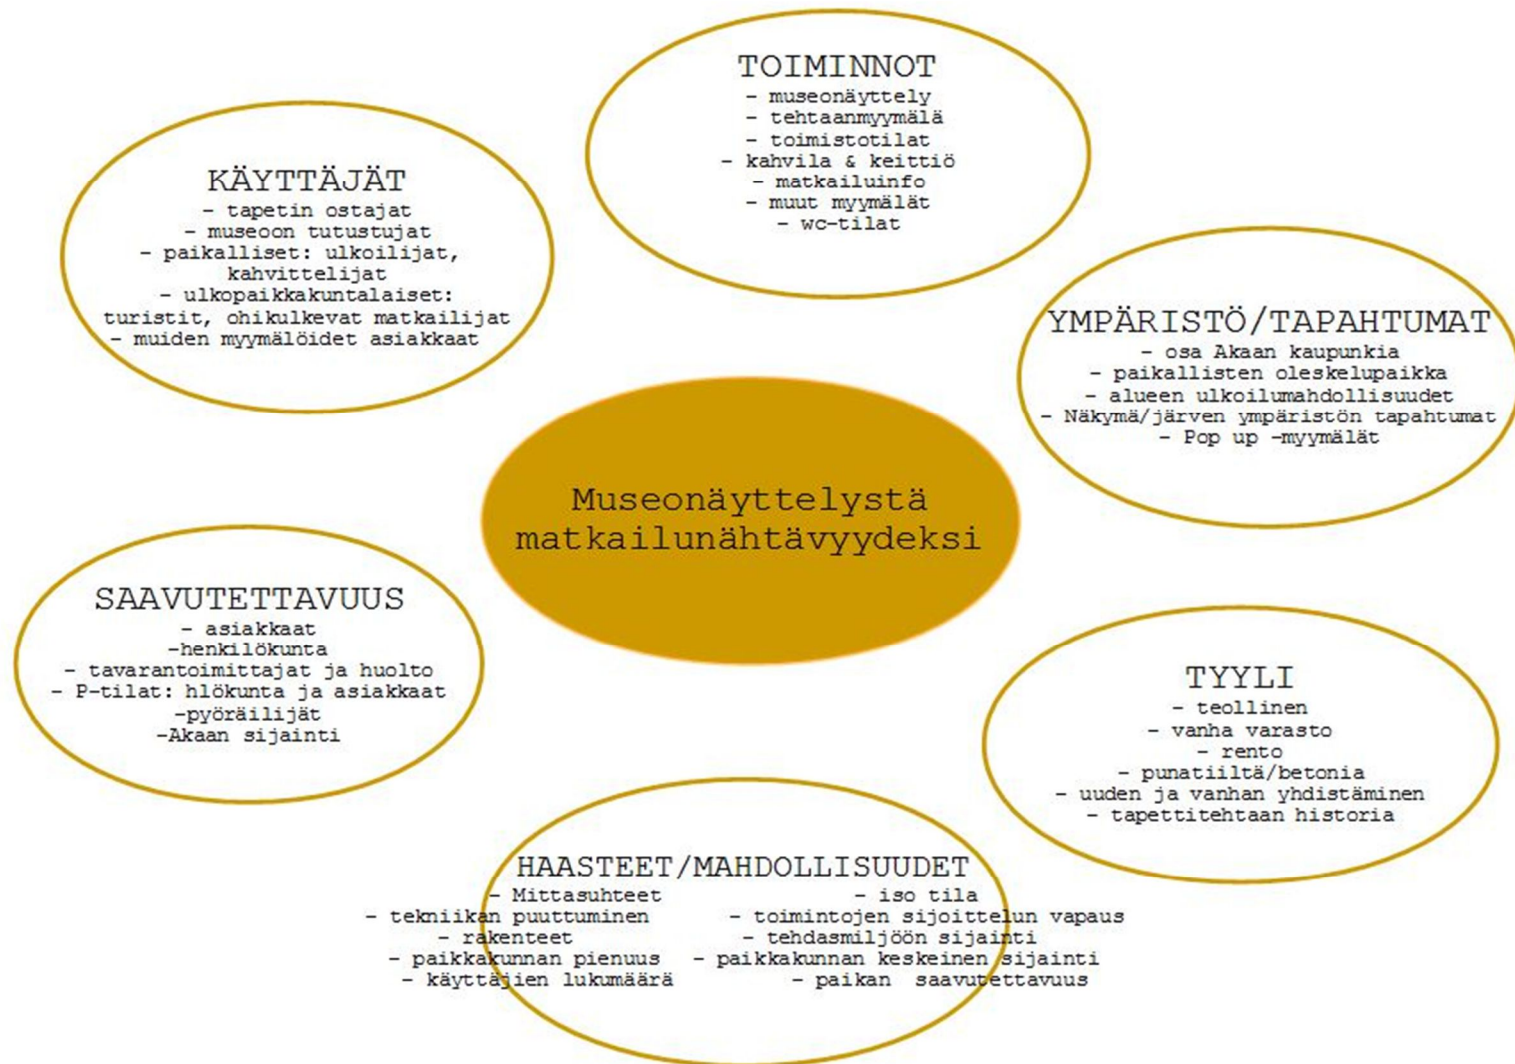 TOIMINNOT
- museonäyttely
- tehtaanmyymälä
- toimistotilat
- kahvila & keittiö
- matkailuinfo
- muut myymälät
- wc-tilat
KÄYTTÄJÄT
- tapetin ostajat
- museoon tutustujat
- paikalliset: ulkoilijat,
kahvittelijat
- ulkopaikkakuntalaiset:
turistit, ohikulkevat matkailijat
- muiden myymälöidet asiakkaat
YMPÄRISTÖ/TAPAHTUMAT
- osa Akaan kaupunkia
- paikallisten oleskelupaikka
- alueen ulkoilumahdollisuudet
- Näkymä/järven ympäristön tapahtumat
- Pop up -myymälät
Museonäyttelystä
matkailunähtävyydeksi
SAAVUTETTAVUUS
- asiakkaat
-henkilökunta
- tavarantoimittajat ja huolto
- P-tilat: hlökunta ja asiakkaat
-pyöräilijät
-Akaan sijainti
TYYLI
- teollinen
- vanha varasto
- rento
- punatiiltä/betonia
- uuden ja vanhan yhdistäminen
- tapettitehtaan historia
HAASTEET/MAHDOLLISUUDET
- Mittasuhteet - iso tila
- tekniikan puuttuminen - toimintojen sijoittelun vapaus
- rakenteet - tehdasmiljöön sijainti
- paikkakunnan pienuus - paikkakunnan keskeinen sijainti
- käyttäjien lukumäärä - paikan saavutettavuus